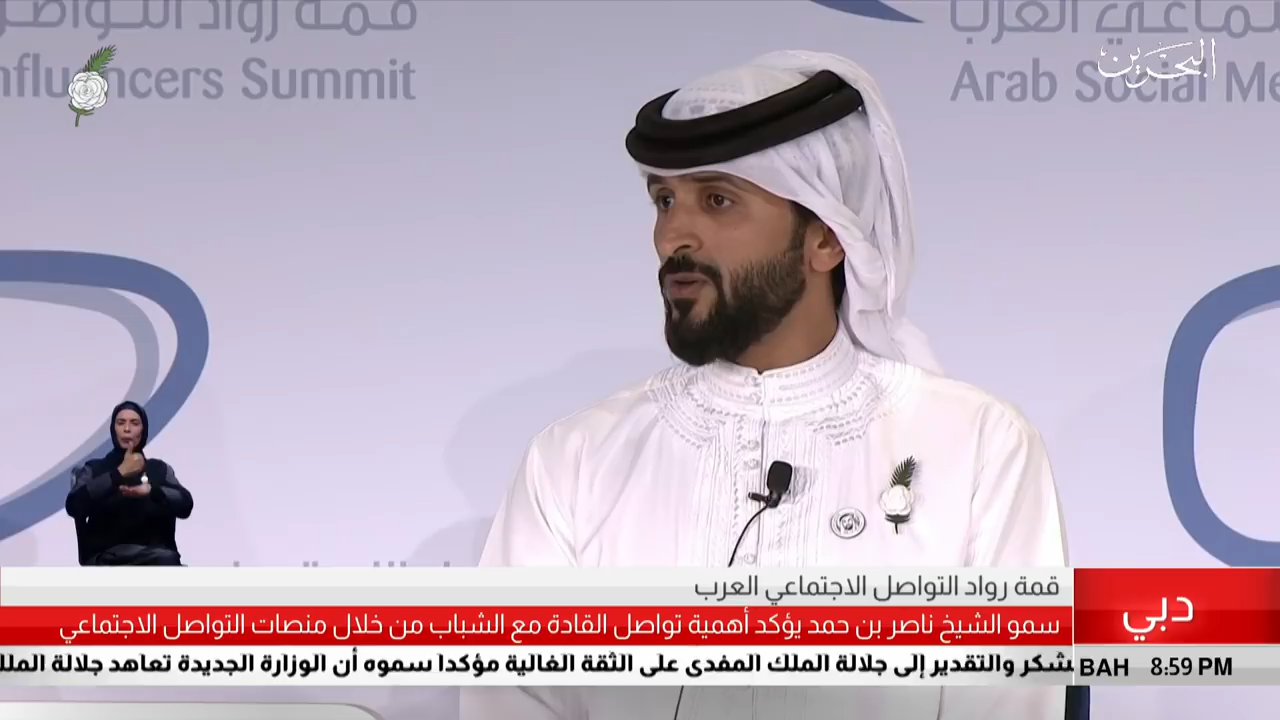 قمة رواد التواصل
تماعي العرب
Influencers Summit
Arab Social Me
البحرين
قمة رواد التواصل الاجتماعي العرب
دبي
سمو الشيخ ناصر بن حمد يؤكد أهمية تواصل القادة مع الشباب من خلال منصات التواصل الاجتماعي
شكر والتقدير إلى جلالة الملك المفدى على الثقة الغالية مؤكدا سموه أن الوزارة الجديدة تعاهد جلالة الملك
BAH 8:59 PM